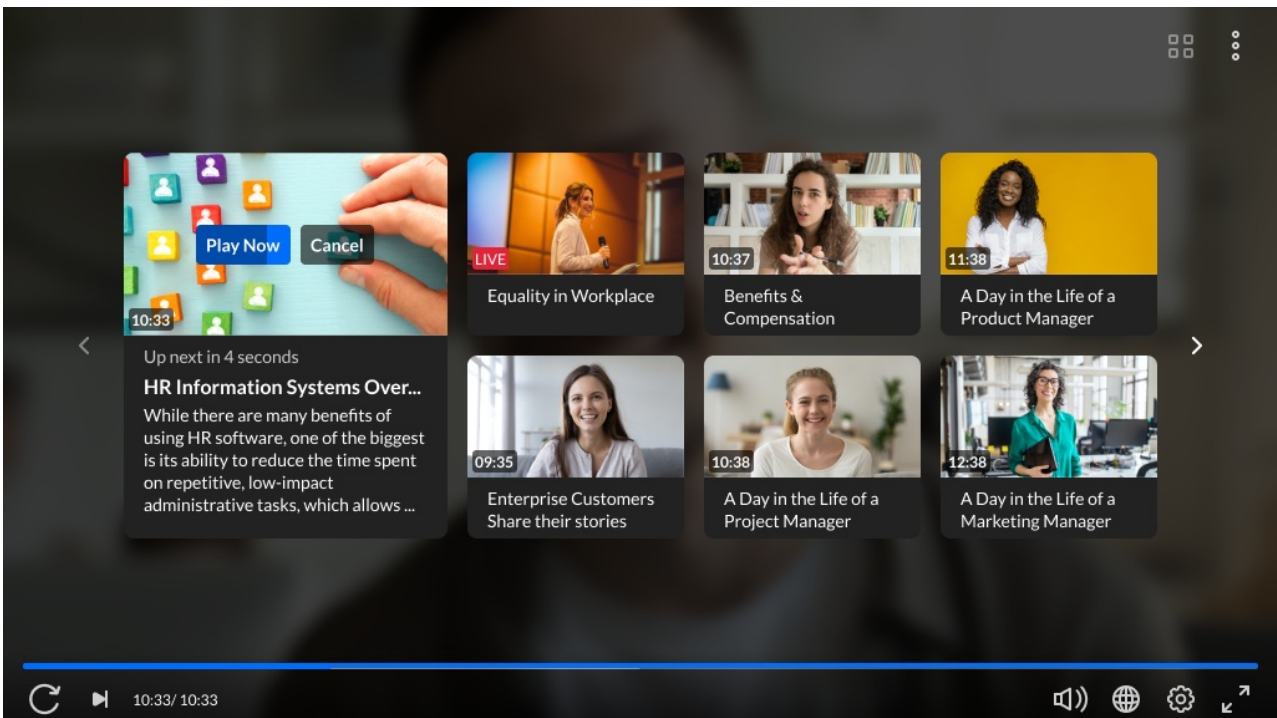 Play Now
Cancel
10:33
Up next in 4 seconds
HR Information Systems Over...
While there are many benefits of
using HR software, one of the biggest
is its ability to reduce the time spent
on repetitive, low-impact
administrative tasks, which allows ...
LIVE
Equality in Workplace
10:37
Benefits &
Compensation
11:38
A Day in the Life of a
Product Manager
09:35
Enterprise Customers
Share their stories
10:38
A Day in the Life of a
Project Manager
12:38
A Day in the Life of a
Marketing Manager
10:33/ 10:33